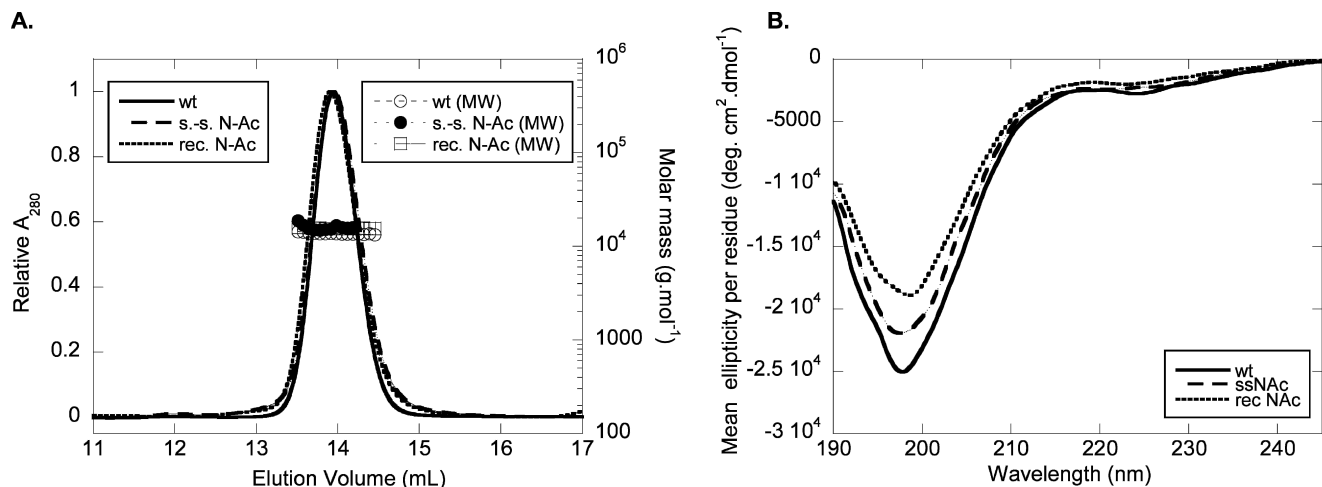 A.
1
0.8
0.6
0.4
0.2
0
Relative A280
wt
s.-s. N-Ac
rec. N-Ac
wt (MW)
s.-s. N-Ac (MW)
rec. N-Ac (MW)
10^6
10^5
10^4
1000
100
Molar mass (g.mol^-1)
11 12 13 14 15 16 17
Elution Volume (mL)
B.
0
-5000
-1 10^4
-1.5 10^4
-2 10^4
-2.5 10^4
-3 10^4
Mean ellipticity per residue (deg. cm^2.dmol^-1)
wt
ssNAc
rec NAc
190 200 210 220 230 240
Wavelength (nm)